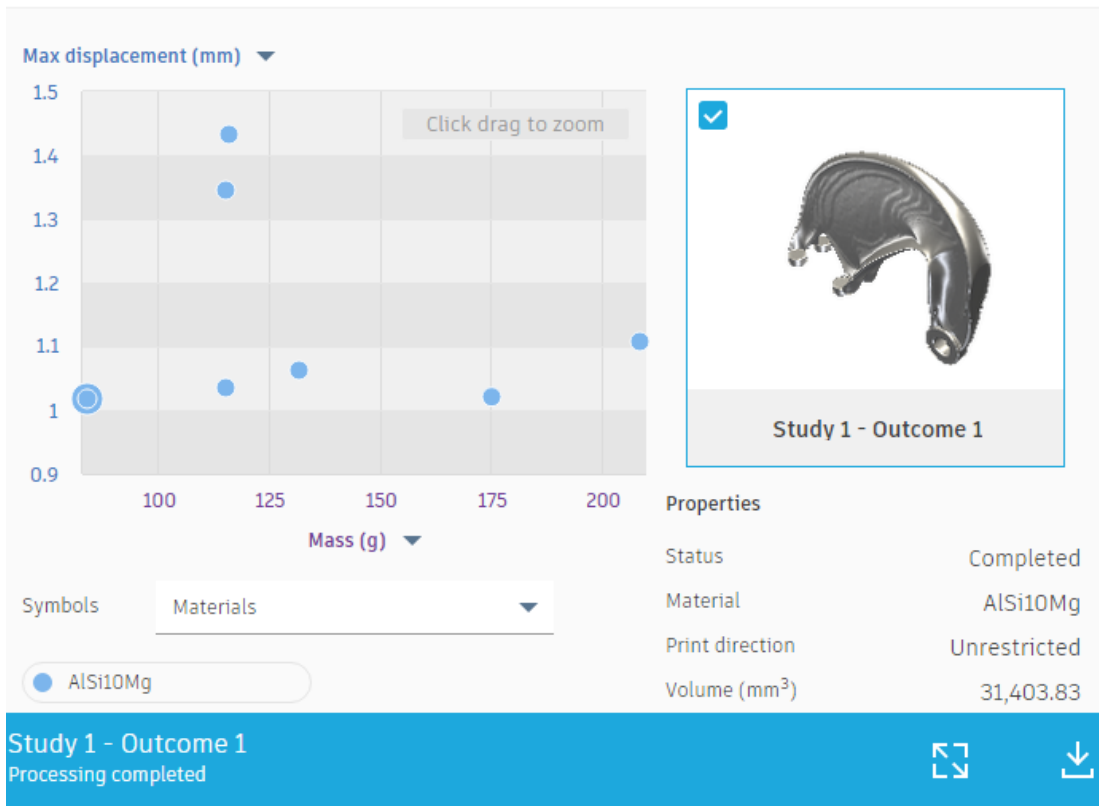 Max displacement (mm)
1.5
Click drag to zoom
1.4
1.3
1.2
1.1
1
0.9
100 125 150 175 200
Mass (g)
Symbols Materials
AlSi10Mg
Study 1 - Outcome 1
Properties
Status Completed
Material AlSi10Mg
Print direction Unrestricted
Volume (mm³) 31,403.83
Study 1 - Outcome 1
Processing completed